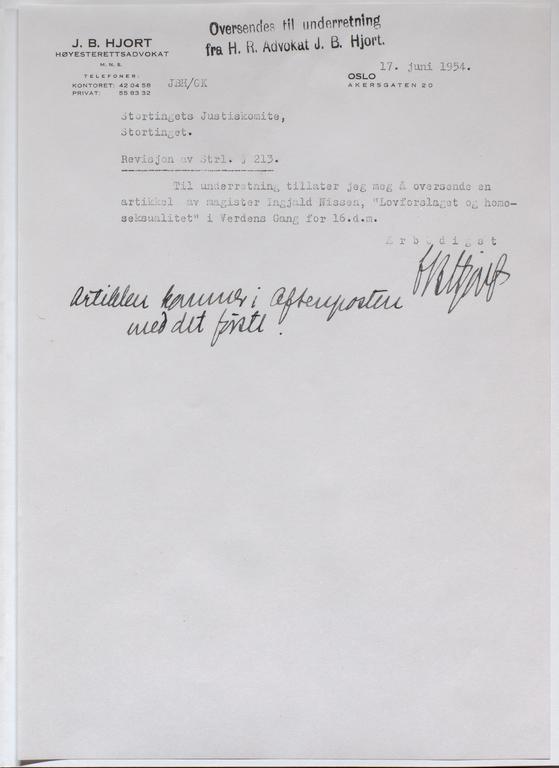 Oversendes til underretning
fra H. R. Advokat J. B. Hjort.
J. B. HJORT
HØYESTERETTSADVOKAT
M. N. S.
TELEFONER:
KONTORET: 42 04 58
PRIVAT: 55 83 32
JBH/GK
17. juni 1954.
OSLO
AKERSGATEN 20
Stortingets Justiskomite,
Stortinget.
Revisjon av Strl. § 213.
Til underretning tillater jeg meg å oversende en
artikkel av magister Ingjald Nissen, "Lovforslaget og homo-
seksualitet" i Verdens Gang for 16.d.m.
Ærbødigst
JBHjort
Artiklen kommer i Aftenposten
med det første.